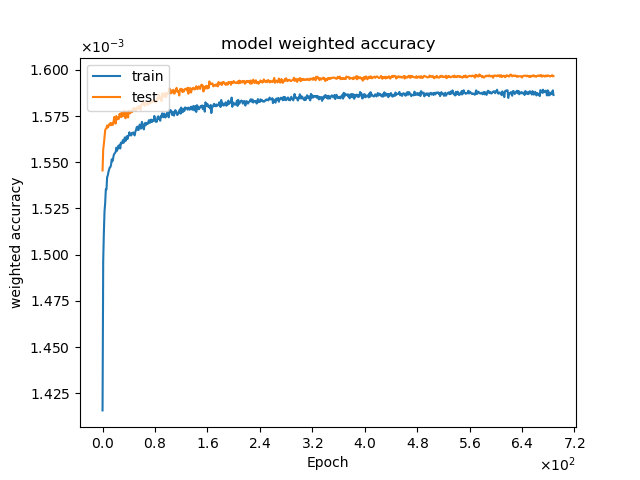 model weighted accuracy
×10⁻³
train
test
1.600
1.575
1.550
1.525
1.500
1.475
1.450
1.425
weighted accuracy
0.0 0.8 1.6 2.4 3.2 4.0 4.8 5.6 6.4 7.2
Epoch
×10²